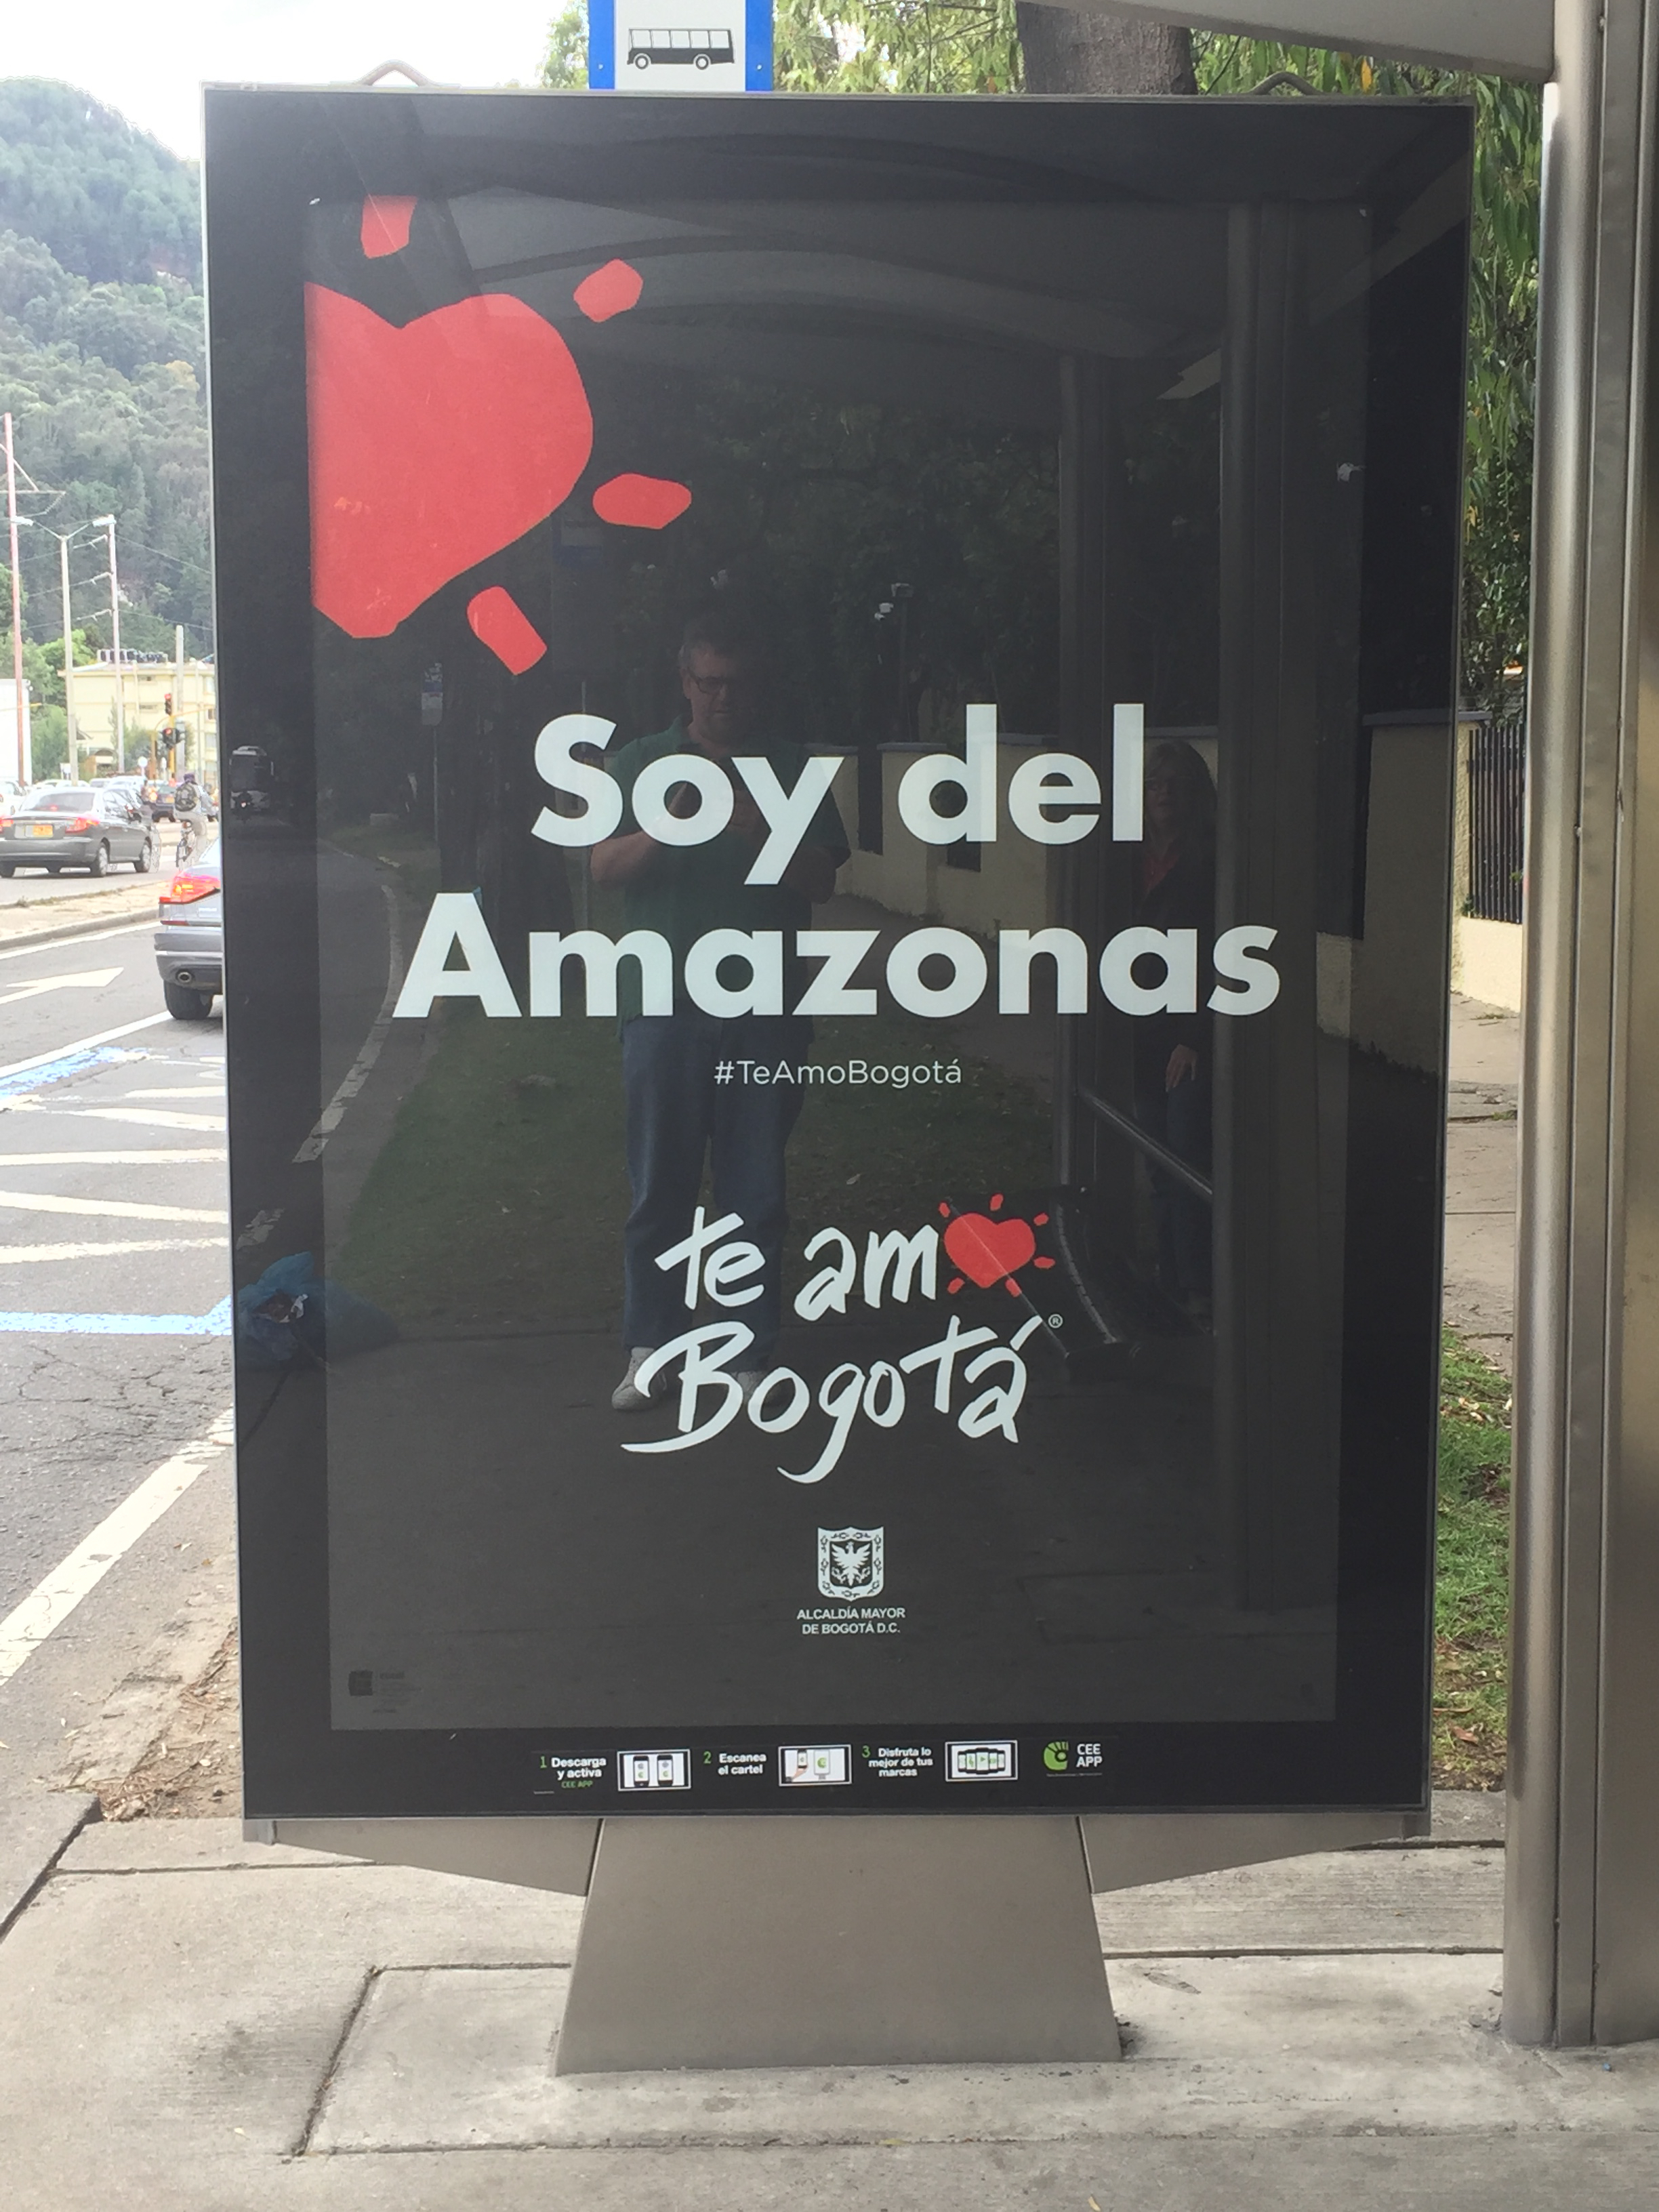 Soy del
Amazonas
#TeAmoBogotá
te am
Bogotá®
ALCALDÍA MAYOR
DE BOGOTÁ D.C.
1 Descarga
y activa
CEE APP
2 Escanea
el cartel
3 Disfruta lo
mejor de tus
marcas
CEE
APP